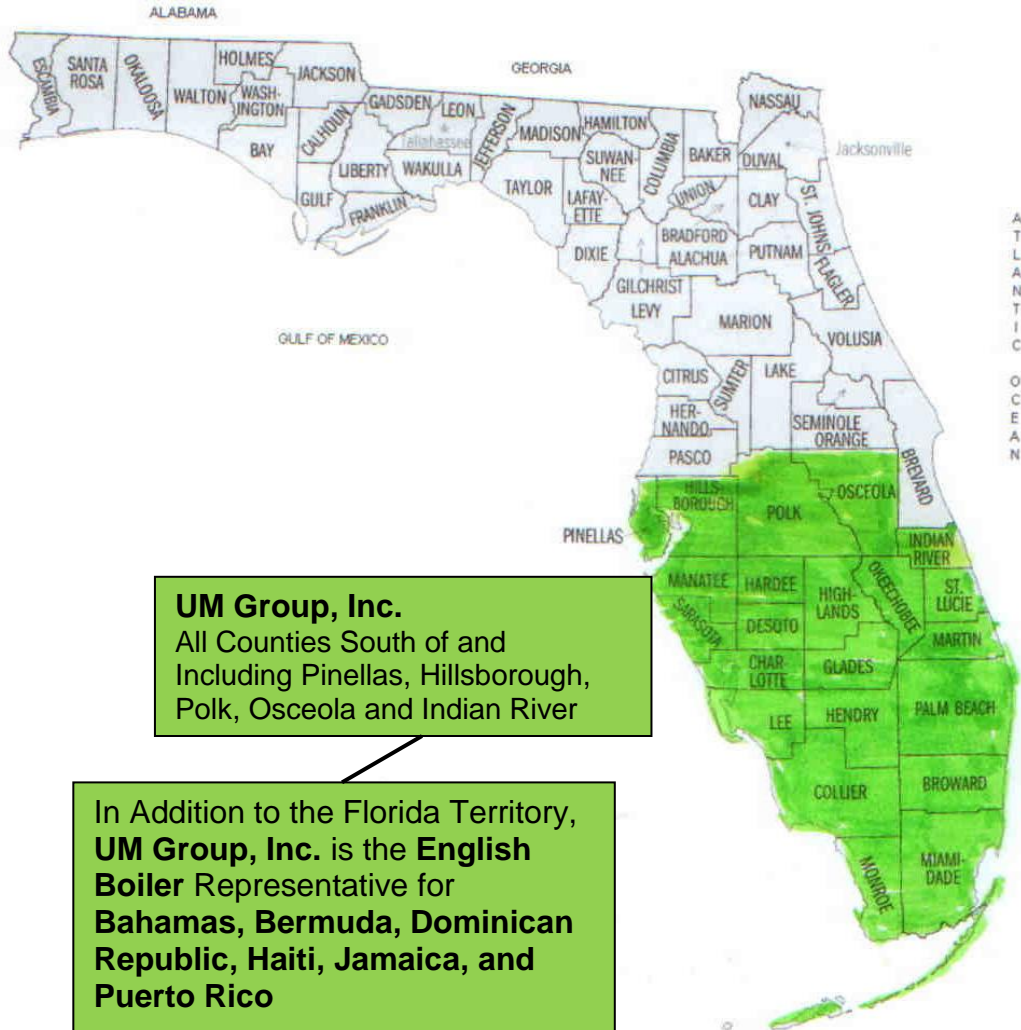 ALABAMA
GEORGIA
ESCAMBIA
SANTA
ROSA
OKALOOSA
WALTON
HOLMES
WASH-
INGTON
JACKSON
BAY
CALHOUN
GULF
LIBERTY
FRANKLIN
GADSDEN
LEON
Tallahassee
WAKULLA
JEFFERSON
MADISON
TAYLOR
HAMILTON
SUWAN-
NEE
LAFAY-
ETTE
DIXIE
COLUMBIA
BAKER
UNION
BRADFORD
ALACHUA
GILCHRIST
LEVY
NASSAU
DUVAL
Jacksonville
CLAY
ST. JOHNS
PUTNAM
FLAGLER
MARION
VOLUSIA
ATLANTIC
OCEAN
GULF OF MEXICO
CITRUS
SUMTER
LAKE
HER-
NANDO
PASCO
SEMINOLE
ORANGE
BREVARD
HILLS-
BOROUGH
POLK
OSCEOLA
PINELLAS
INDIAN
RIVER
MANATEE
HARDEE
HIGH-
LANDS
OKEECHOBEE
ST.
LUCIE
SARASOTA
DESOTO
MARTIN
CHAR-
LOTTE
GLADES
LEE
HENDRY
PALM BEACH
COLLIER
BROWARD
MONROE
MIAMI-
DADE
UM Group, Inc.
All Counties South of and
Including Pinellas, Hillsborough,
Polk, Osceola and Indian River
In Addition to the Florida Territory,
UM Group, Inc. is the English
Boiler Representative for
Bahamas, Bermuda, Dominican
Republic, Haiti, Jamaica, and
Puerto Rico